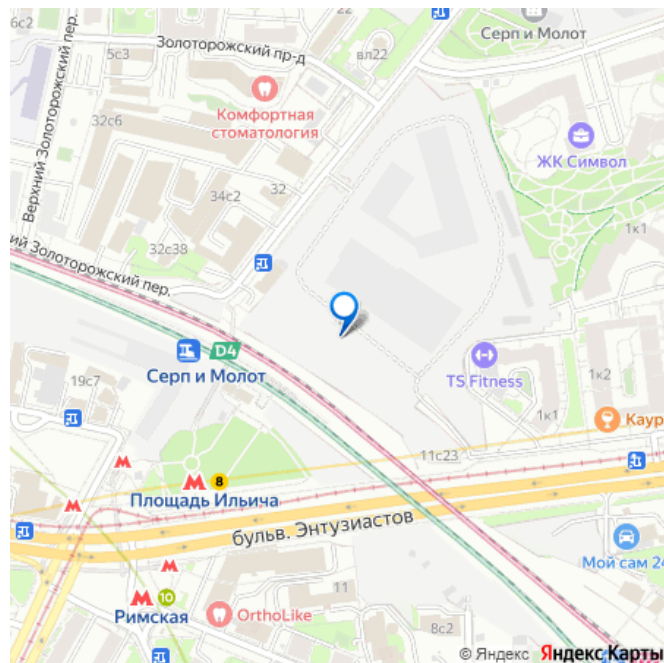 6с2
22
Серп и Молот
Золоторожский пр-д
5с3
вл22
Комфортная
стоматология
32с6
Верхний Золоторожский пер.
ЖК Символ
34с2
32
1к1
32с38
ий Золоторожский пер.
D4
Серп и Молот
TS Fitness
19с7
1к2
1к1
Каур
11с23
8
Площадь Ильича
бульв. Энтузиастов
Мой сам 24
10
Римская
11
OrthoLike
8с2
© Яндекс Яндекс Карты